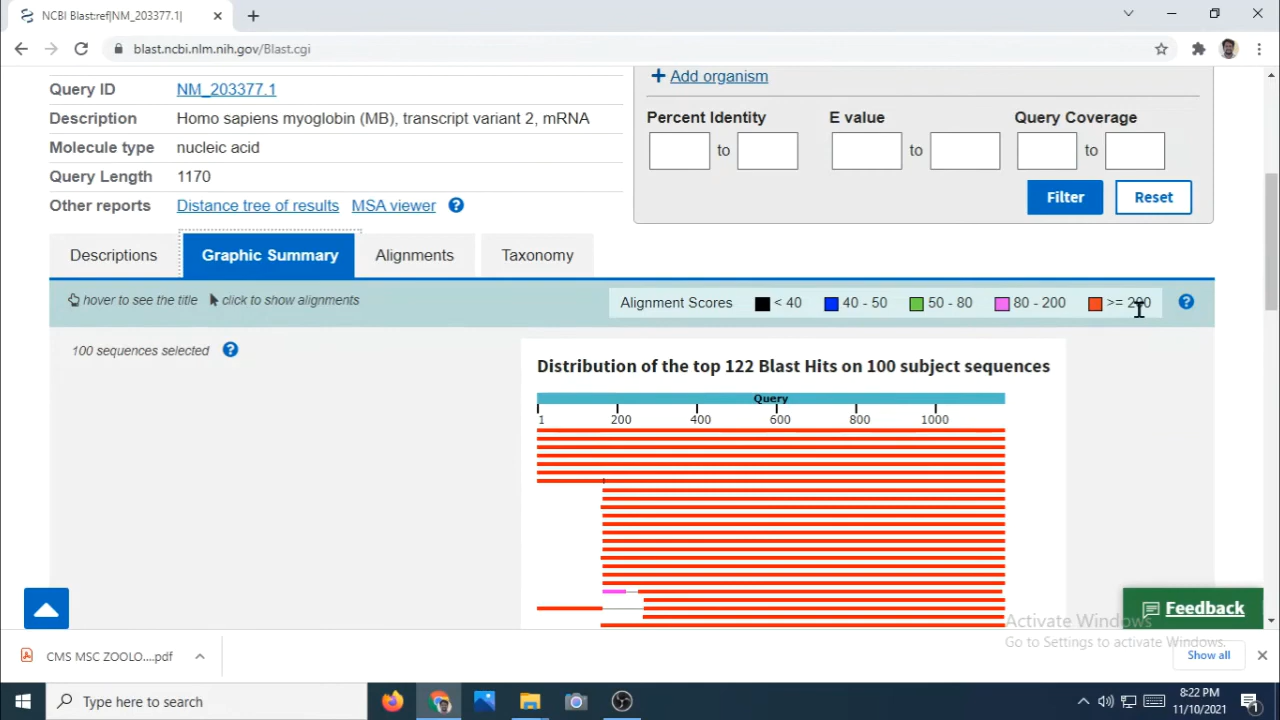 NCBI Blast:ref|NM_203377.1|
blast.ncbi.nlm.nih.gov/Blast.cgi
Query ID NM_203377.1
Description Homo sapiens myoglobin (MB), transcript variant 2, mRNA
Molecule type nucleic acid
Query Length 1170
Other reports Distance tree of results MSA viewer ?
+ Add organism
Percent Identity E value Query Coverage
to to to
Filter Reset
Descriptions Graphic Summary Alignments Taxonomy
hover to see the title click to show alignments
Alignment Scores < 40 40 - 50 50 - 80 80 - 200 >= 200 ?
100 sequences selected ?
Distribution of the top 122 Blast Hits on 100 subject sequences
Query
1 200 400 600 800 1000
Feedback
Activate Windows
Go to Settings to activate Windows.
CMS MSC ZOOLO....pdf
Show all
Type here to search
8:22 PM
11/10/2021
1